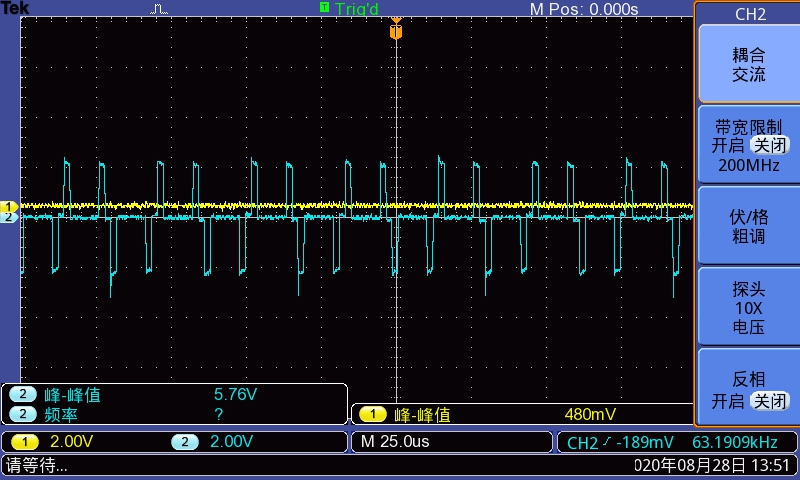 Tek T Trig'd M Pos: 0.000s CH2
T
耦合
交流
带宽限制
开启 关闭
200MHz
1
2
伏/格
粗调
探头
10X
电压
反相
开启 关闭
2 峰-峰值 5.76V
2 频率 ?
1 峰-峰值 480mV
1 2.00V 2 2.00V M 25.0us CH2 -189mV 63.1909kHz
请等待... 020年08月28日 13:51